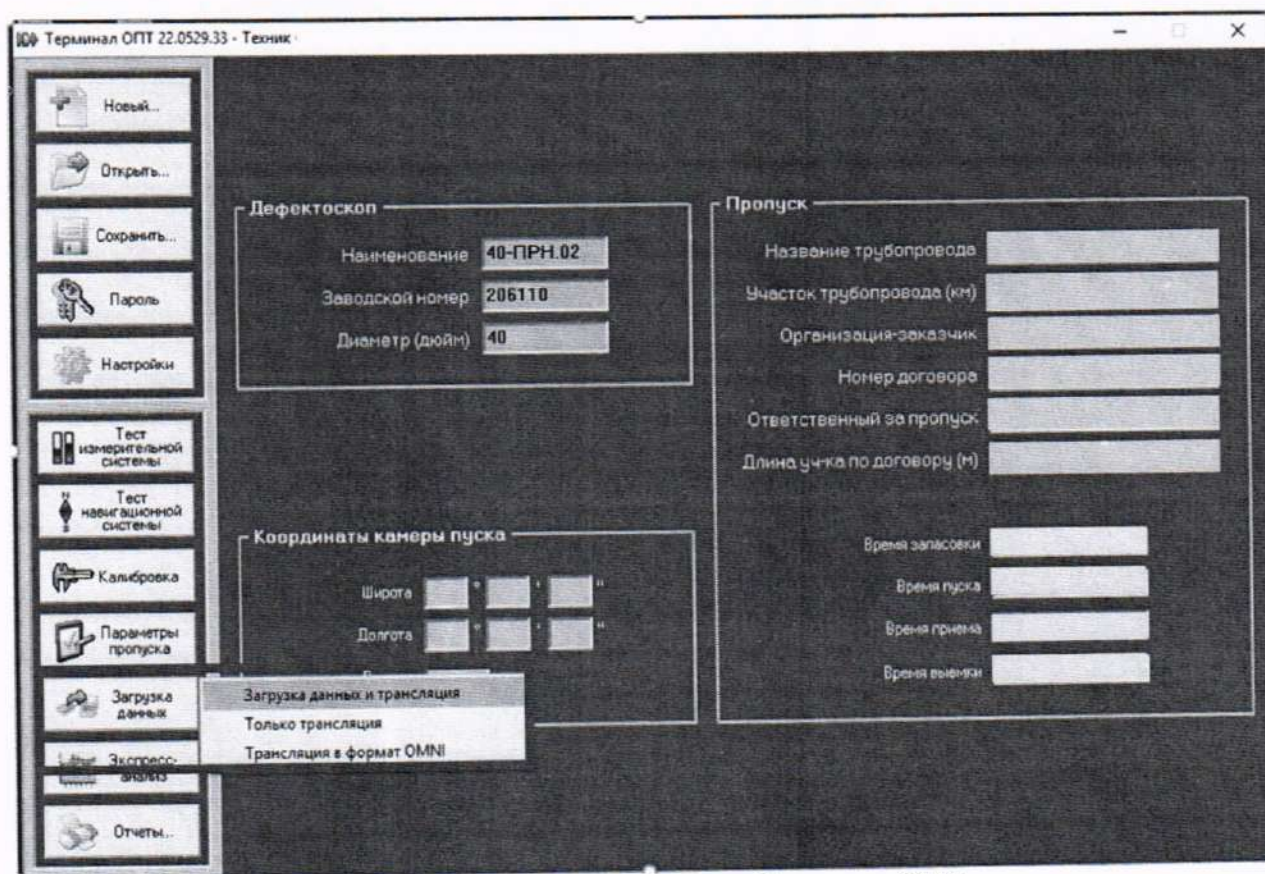 Терминал ОПТ 22.0529.33 - Техник
Новый...
Открыть...
Сохранить...
Пароль
Настройки
Тест
измерительной
системы
Тест
навигационной
системы
Калибровка
Параметры
пропуска
Загрузка
данных
Экспресс-
анализ
Отчеты...
Дефектоскоп
Наименование 40-ПРН.02
Заводской номер 206110
Диаметр (дюйм) 40
Координаты камеры пуска
Широта ° ' "
Долгота ° ' "
Загрузка данных и трансляция
Только трансляция
Трансляция в формат OMNI
Пропуск
Название трубопровода
Участок трубопровода (км)
Организация-заказчик
Номер договора
Ответственный за пропуск
Длина уч-ка по договору (м)
Время запасовки
Время пуска
Время приема
Время выемки